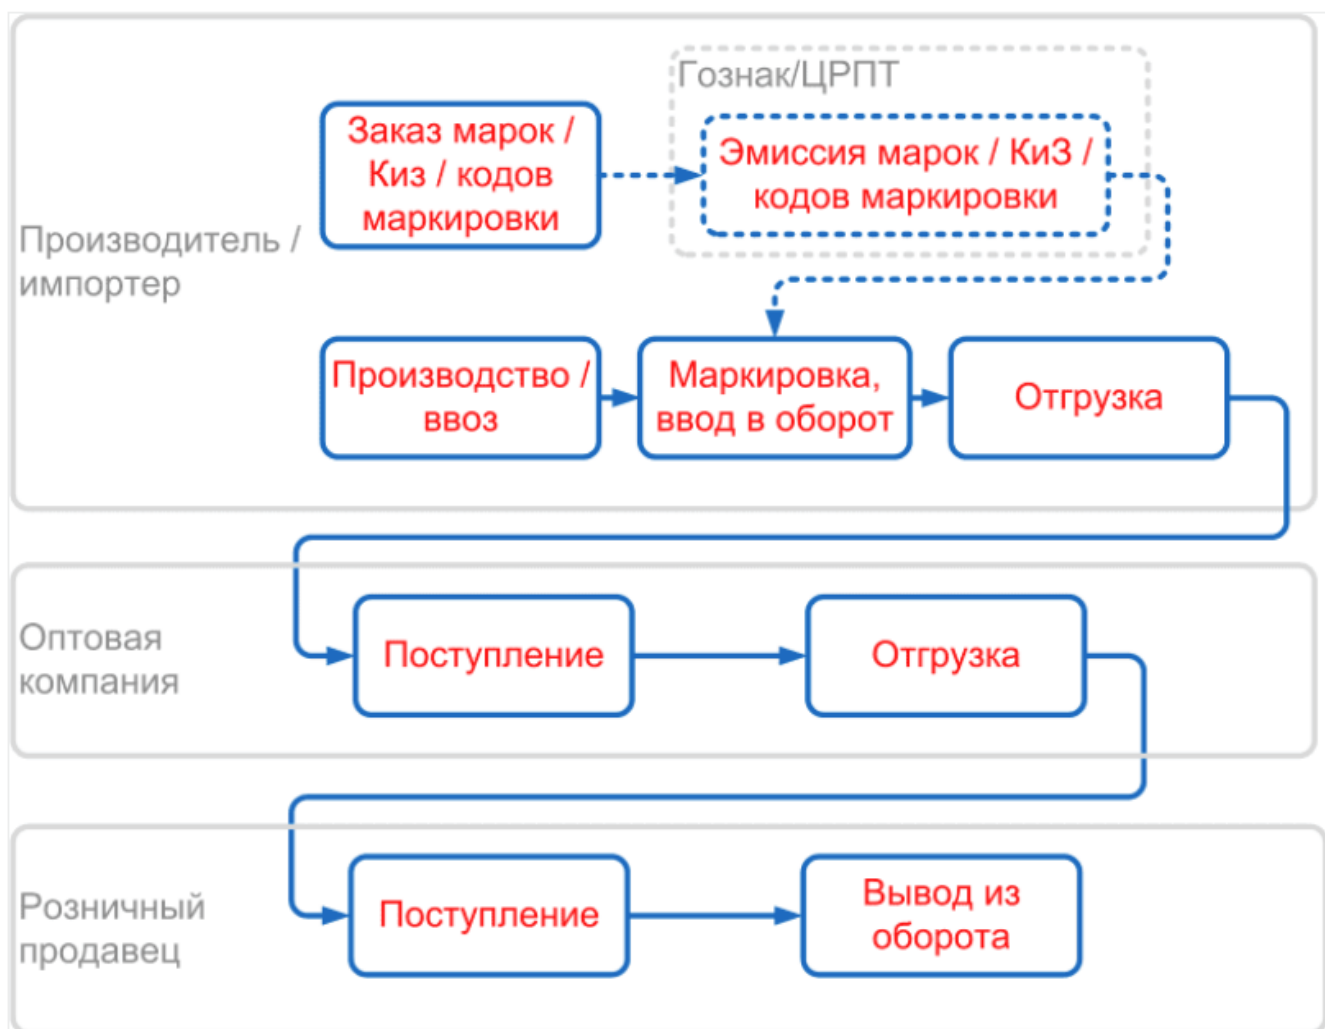 Гознак/ЦРПТ
Заказ марок /
Киз / кодов
маркировки
Эмиссия марок / КиЗ /
кодов маркировки
Производитель /
импортер
Производство /
ввоз
Маркировка,
ввод в оборот
Отгрузка
Оптовая
компания
Поступление
Отгрузка
Розничный
продавец
Поступление
Вывод из
оборота